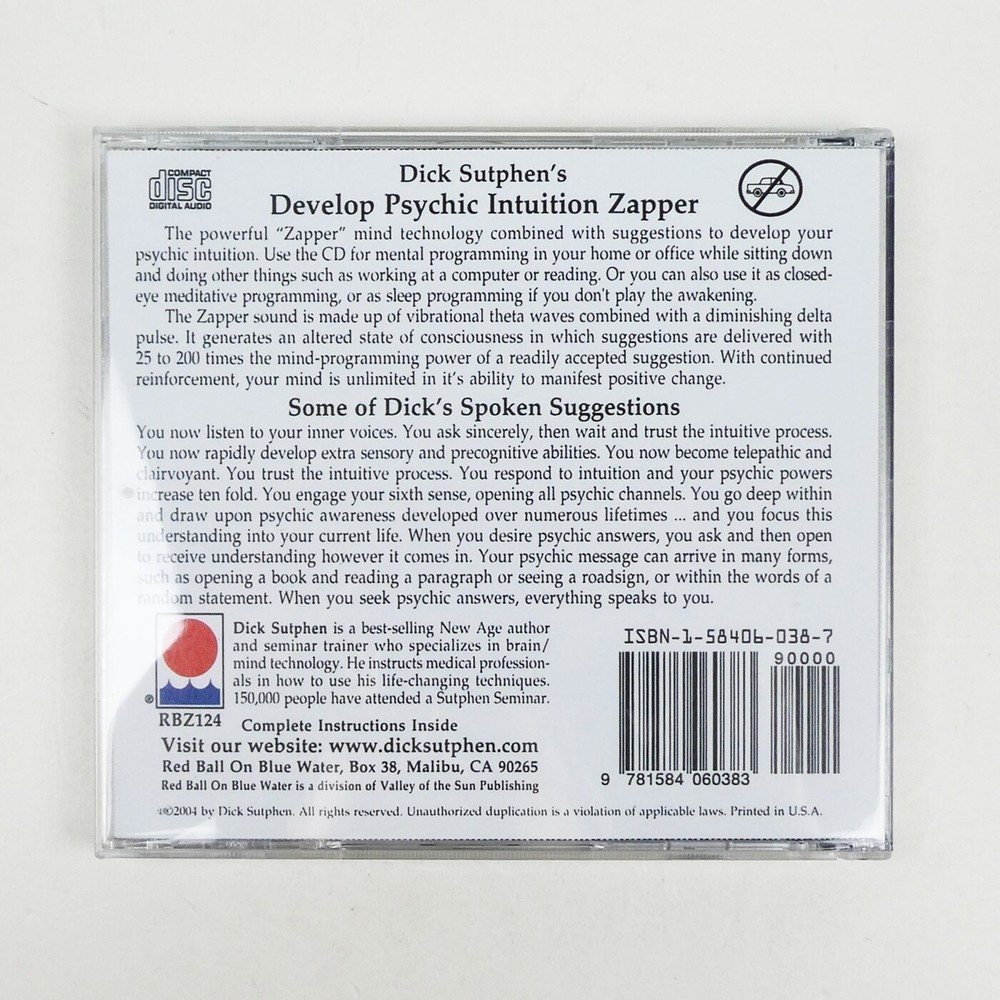 COMPACT
disc
DIGITAL AUDIO
Dick Sutphen's
Develop Psychic Intuition Zapper
The powerful "Zapper" mind technology combined with suggestions to develop your
psychic intuition. Use the CD for mental programming in your home or office while sitting down
and doing other things such as working at a computer or reading. Or you can also use it as closed-
eye meditative programming, or as sleep programming if you don't play the awakening.
The Zapper sound is made up of vibrational theta waves combined with a diminishing delta
pulse. It generates an altered state of consciousness in which suggestions are delivered with
25 to 200 times the mind-programming power of a readily accepted suggestion. With continued
reinforcement, your mind is unlimited in it's ability to manifest positive change.
Some of Dick's Spoken Suggestions
You now listen to your inner voices. You ask sincerely, then wait and trust the intuitive process.
You now rapidly develop extra sensory and precognitive abilities. You now become telepathic and
clairvoyant. You trust the intuitive process. You respond to intuition and your psychic powers
increase ten fold. You engage your sixth sense, opening all psychic channels. You go deep within
and draw upon psychic awareness developed over numerous lifetimes ... and you focus this
understanding into your current life. When you desire psychic answers, you ask and then open
to receive understanding however it comes in. Your psychic message can arrive in many forms,
such as opening a book and reading a paragraph or seeing a roadsign, or within the words of a
random statement. When you seek psychic answers, everything speaks to you.
Dick Sutphen is a best-selling New Age author
and seminar trainer who specializes in brain/
mind technology. He instructs medical profession-
als in how to use his life-changing techniques.
150,000 people have attended a Sutphen Seminar.
®
RBZ124
Complete Instructions Inside
Visit our website: www.dicksutphen.com
Red Ball On Blue Water, Box 38, Malibu, CA 90265
Red Ball On Blue Water is a division of Valley of the Sun Publishing
ISBN-1-58406-038-7
90000
9 781584 060383
℗©2004 by Dick Sutphen. All rights reserved. Unauthorized duplication is a violation of applicable laws. Printed in U.S.A.